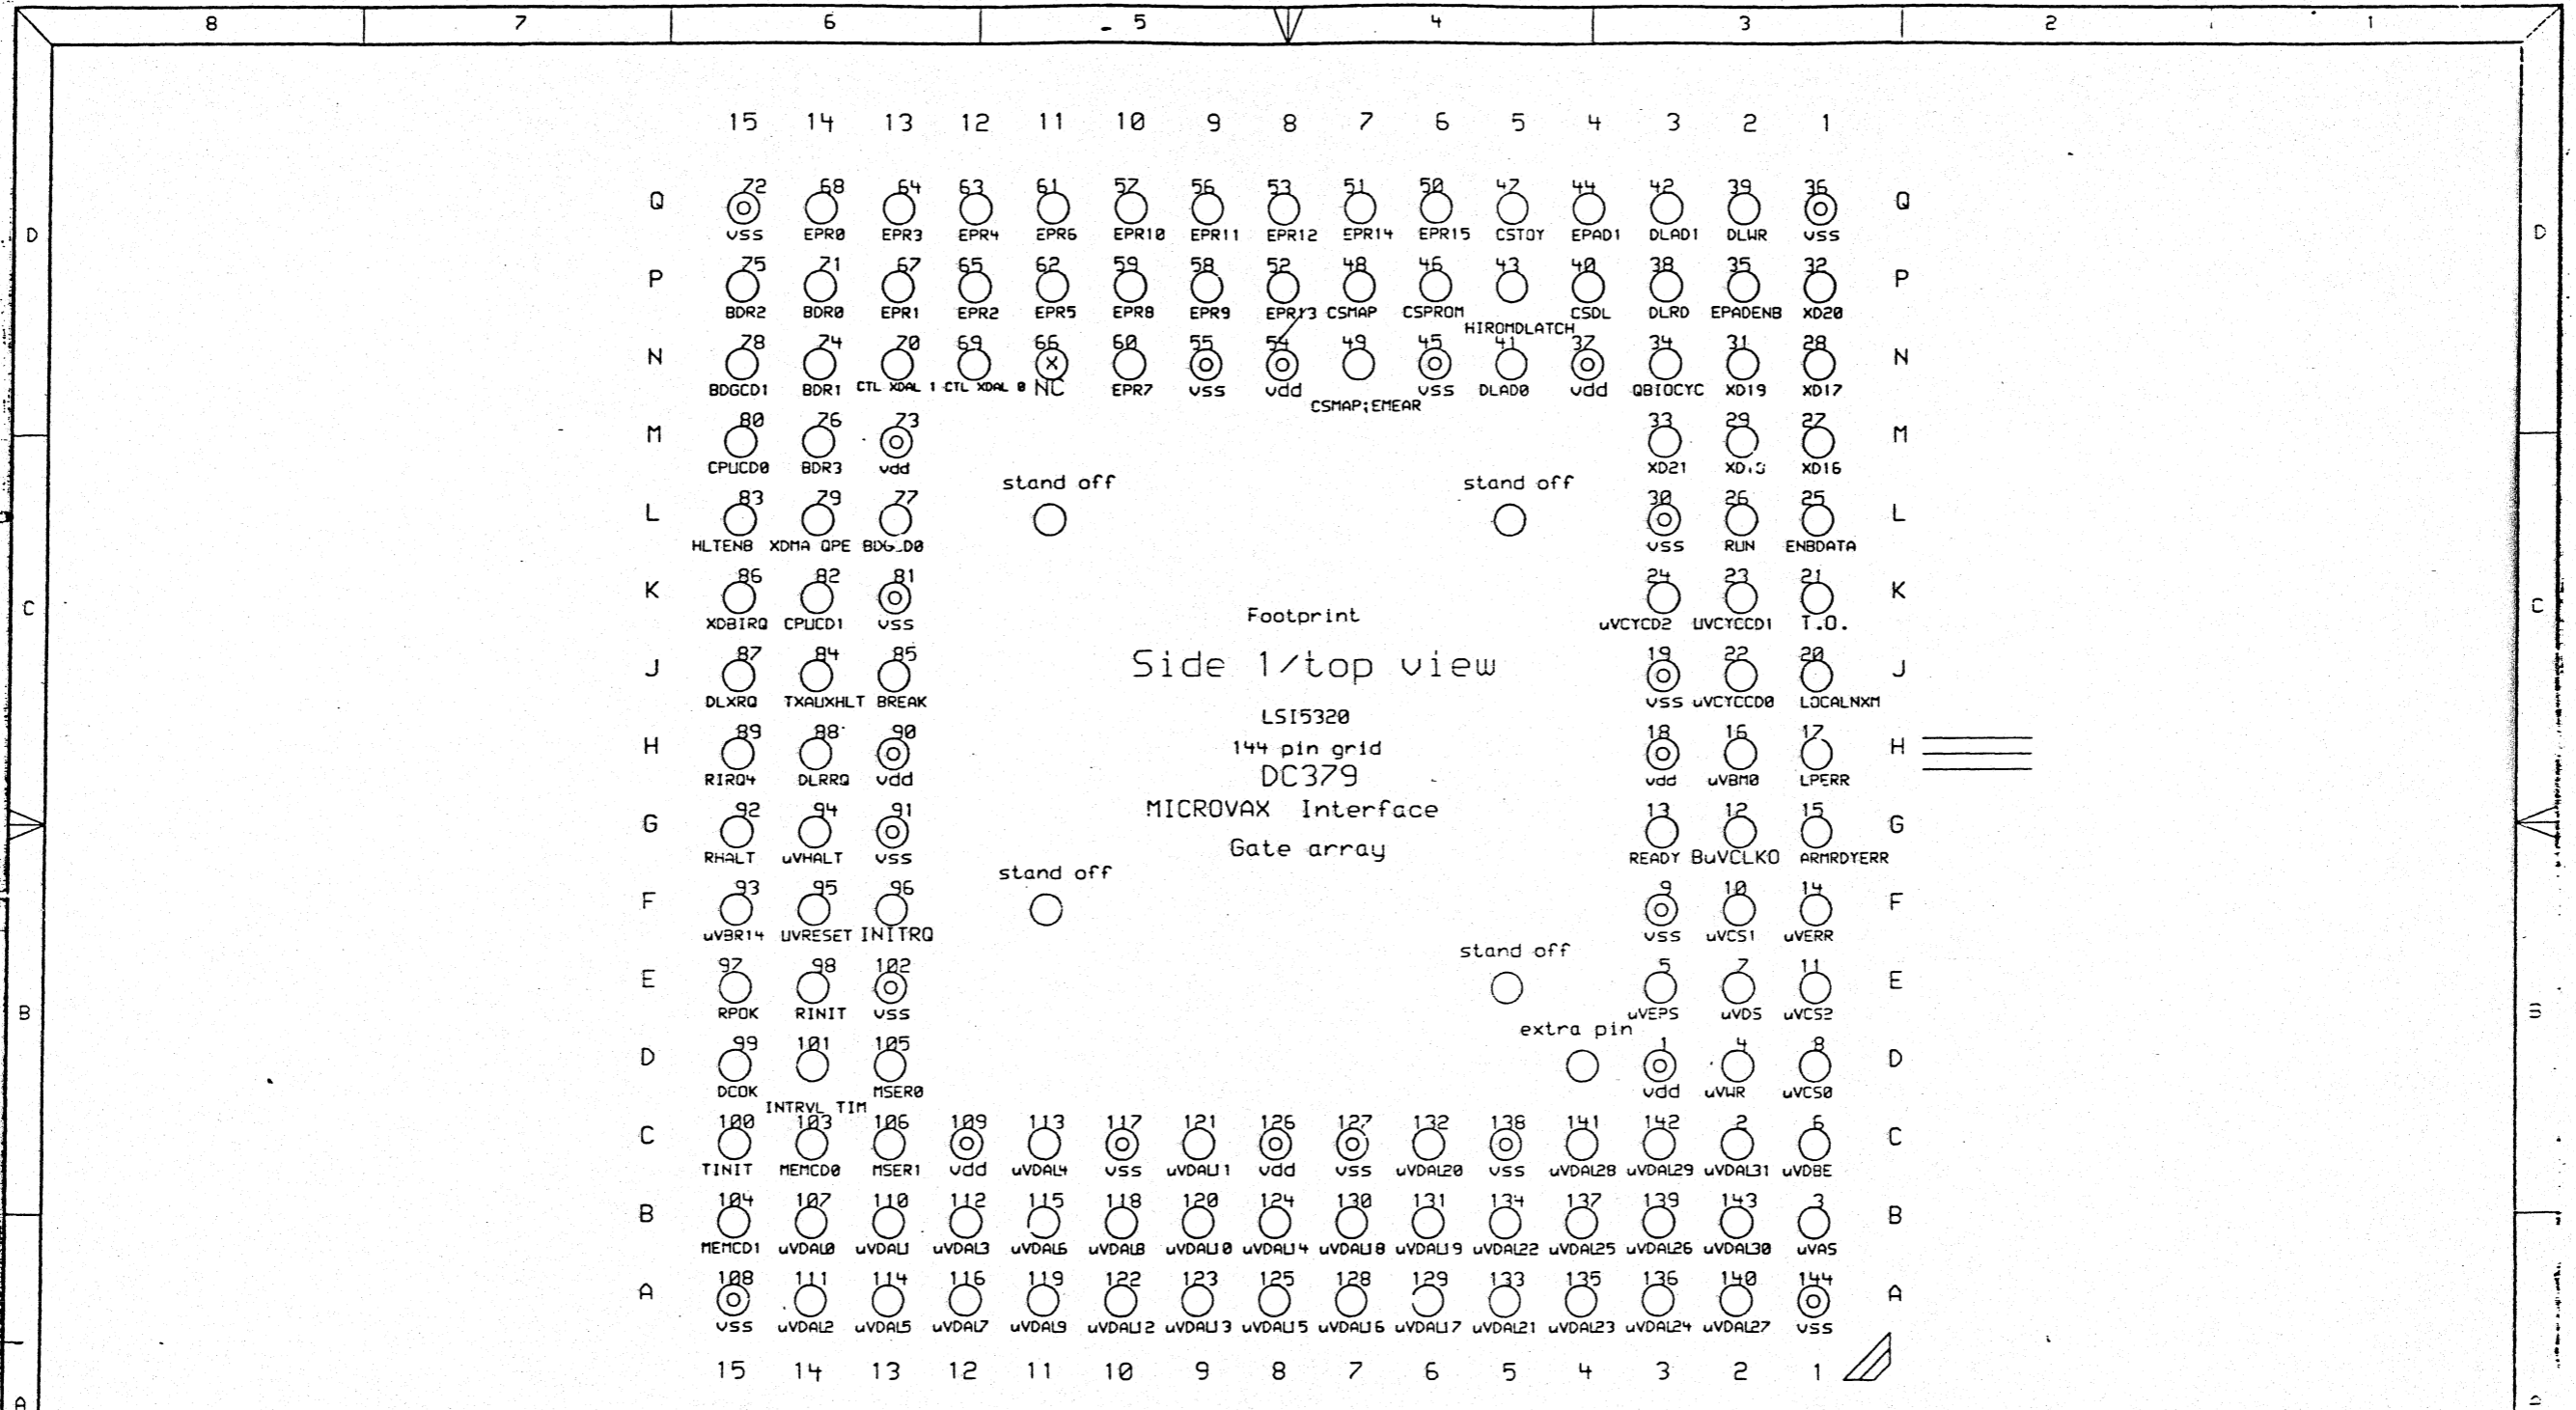 8 7 6 5 4 3 2 1
15 14 13 12 11 10 9 8 7 6 5 4 3 2 1
Q 72 68 64 63 61 57 56 53 51 50 47 44 42 39 36 Q
D VSS EPR0 EPR3 EPR4 EPR6 EPR10 EPR11 EPR12 EPR14 EPR15 CSTOY EPAD1 DLAD1 DLWR VSS D
P 75 71 67 65 62 59 58 52 48 46 43 40 38 35 32 P
BDR2 BDR0 EPR1 EPR2 EPR5 EPR8 EPR9 EPR13 CSMAP CSPROM CSDL DLRD EPADENB XD20
HIROMDLATCH
N 78 74 70 69 66 60 55 54 49 45 41 37 34 31 28 N
X
BDGCD1 BDR1 CTL XDAL 1 CTL XDAL 0 NC EPR7 VSS vdd VSS DLAD0 vdd QBIOCYC XD19 XD17
CSMAP;EMEAR
M 80 76 73 33 29 27 M
CPUCD0 BDR3 vdd XD21 XD16
stand off stand off
L 83 79 77 30 26 25 L
HLTENB XDMA QPE VSS RUN ENBDATA
K 86 82 81 24 23 21 K
C C
Footprint
XDBIRQ CPUCD1 VSS uVCYCD2 UVCYCCD1 T.O.
J 87 84 85 Side 1/top view 19 22 20 J
DLXRQ TXAUXHLT BREAK VSS uVCYCCD0 LOCALNXM
LSI5320
H 89 88 90 144 pin grid 18 16 17 H
RIRQ4 DLRRQ vdd DC379 vdd uVBM0 LPERR
G 92 94 91 MICROVAX Interface 13 12 15 G
RHALT uVHALT VSS Gate array READY BuVCLKO ARMRDYERR
stand off
F 93 95 96 9 10 14 F
uVBR14 UVRESET INITRQ VSS uVCS1 uVERR
stand off
E 97 98 102 5 7 11 E
B RPOK RINIT VSS uVEPS uVDS uVCS2
extra pin
D 99 101 105 1 4 8 D
DCOK MSER0 vdd uVWR uVCS0
INTRVL TIM
C 100 103 106 109 113 117 121 126 127 132 138 141 142 2 6 C
TINIT MEMCD0 MSER1 vdd uVDAL4 VSS uVDAL11 vdd VSS uVDAL20 VSS uVDAL28 uVDAL29 uVDAL31 uVDBE
B 104 107 110 112 115 118 120 124 130 131 134 137 139 143 3 B
MEMCD1 uVDAL0 uVDAL1 uVDAL3 uVDAL6 uVDAL8 uVDAL10 uVDAL14 uVDAL18 uVDAL19 uVDAL22 uVDAL25 uVDAL26 uVDAL30 uVAS
A 108 111 114 116 119 122 123 125 128 129 133 135 136 140 144 A
VSS uVDAL2 uVDAL5 uVDAL7 uVDAL9 uVDAL12 uVDAL13 uVDAL15 uVDAL16 uVDAL17 uVDAL21 uVDAL23 uVDAL24 uVDAL27 VSS
15 14 13 12 11 10 9 8 7 6 5 4 3 2 1
A